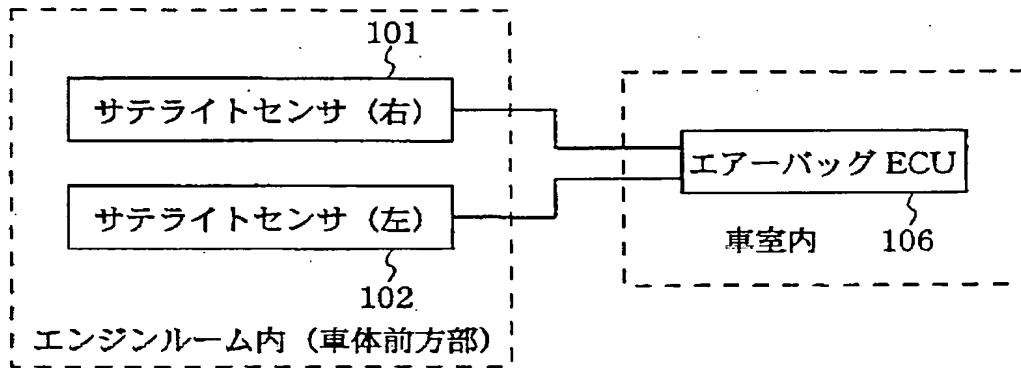 101
サテライトセンサ（右）
サテライトセンサ（左）
102
エンジンルーム内（車体前方部）
エアーバッグ ECU
車室内 106